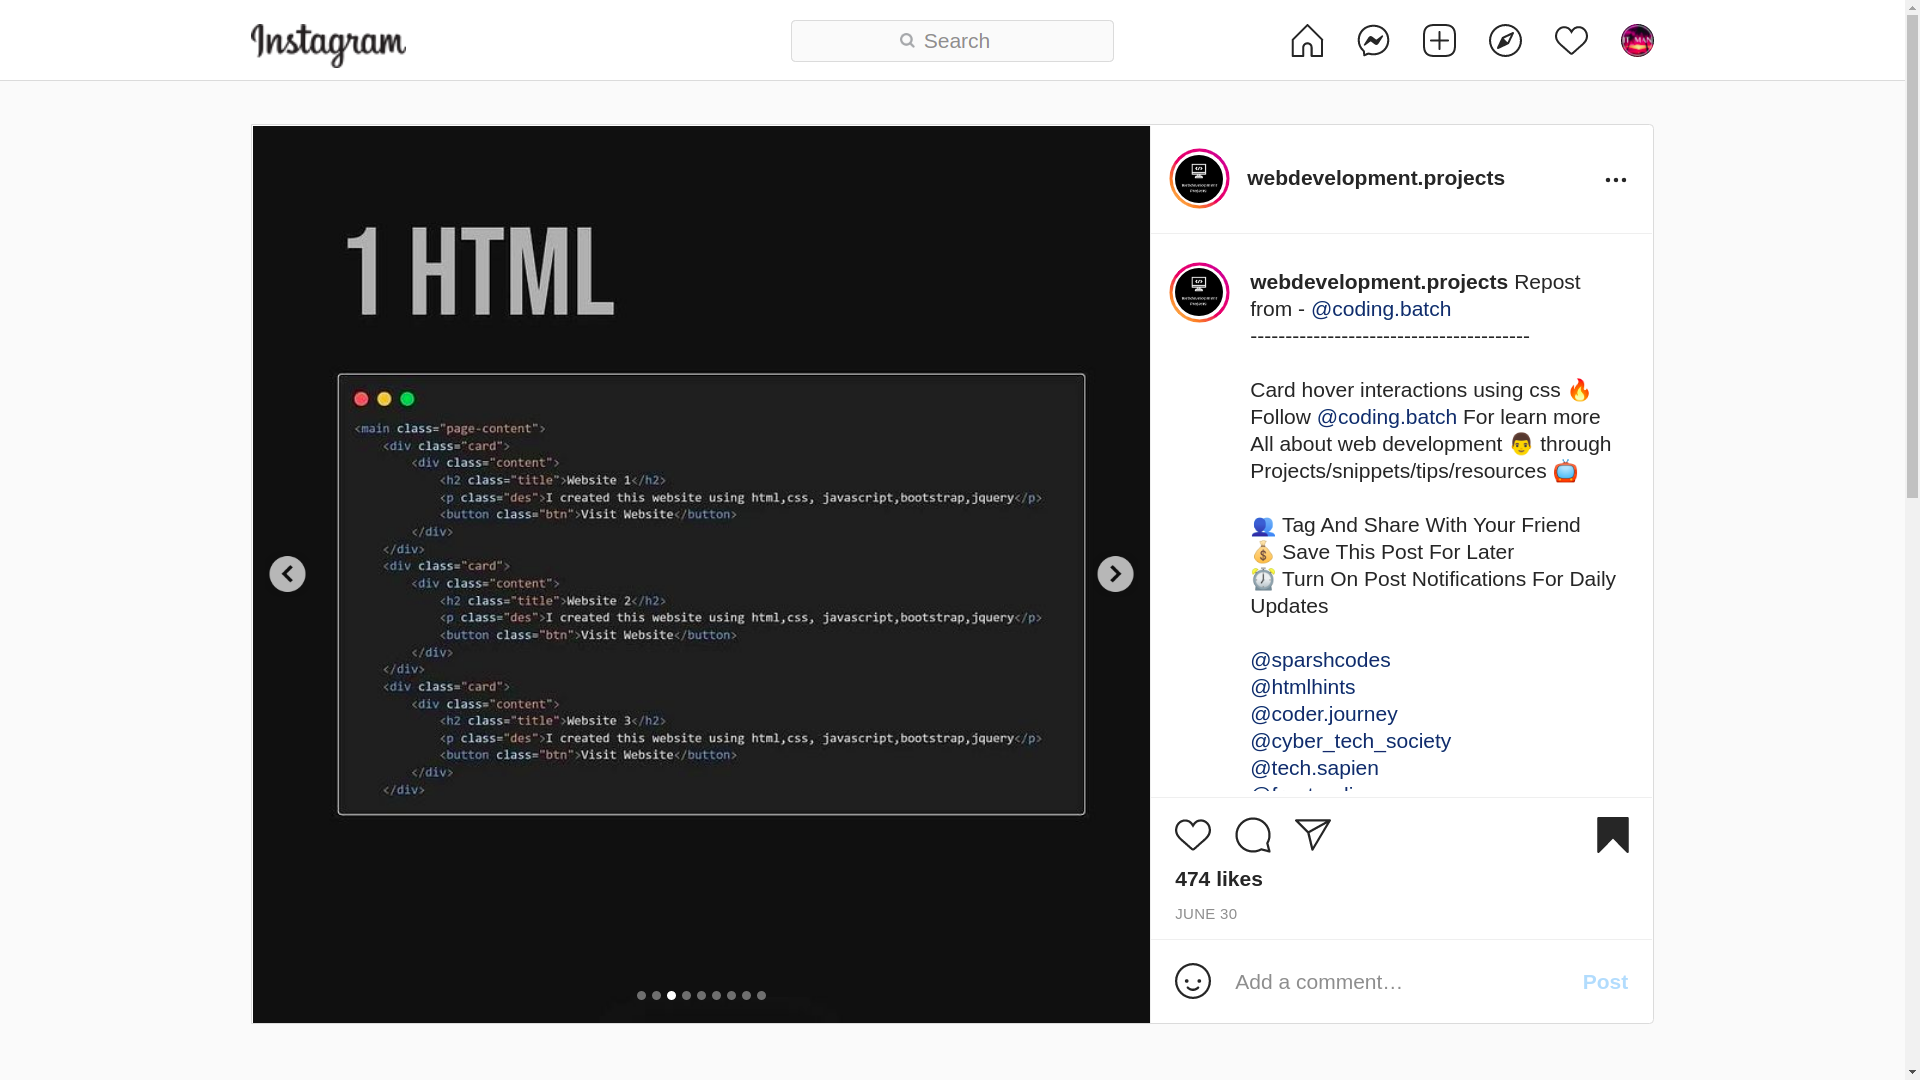 Instagram
Search
1 HTML
<main class="page-content">
<div class="card">
<div class="content">
<h2 class="title">Website 1</h2>
<p class="des">I created this website using html,css, javascript,bootstrap,jquery</p>
<button class="btn">Visit Website</button>
</div>
</div>
<div class="card">
<div class="content">
<h2 class="title">Website 2</h2>
<p class="des">I created this website using html,css, javascript,bootstrap,jquery</p>
<button class="btn">Visit Website</button>
</div>
</div>
<div class="card">
<div class="content">
<h2 class="title">Website 3</h2>
<p class="des">I created this website using html,css, javascript,bootstrap,jquery</p>
<button class="btn">Visit Website</button>
</div>
</div>
webdevelopment.projects
webdevelopment.projects Repost
from - @coding.batch
----------------------------------------
Card hover interactions using css 🔥
Follow @coding.batch For learn more
All about web development 👨 through
Projects/snippets/tips/resources 📺
👥 Tag And Share With Your Friend
💰 Save This Post For Later
⏰ Turn On Post Notifications For Daily
Updates
@sparshcodes
@htmlhints
@coder.journey
@cyber_tech_society
@tech.sapien
474 likes
JUNE 30
Add a comment…
Post